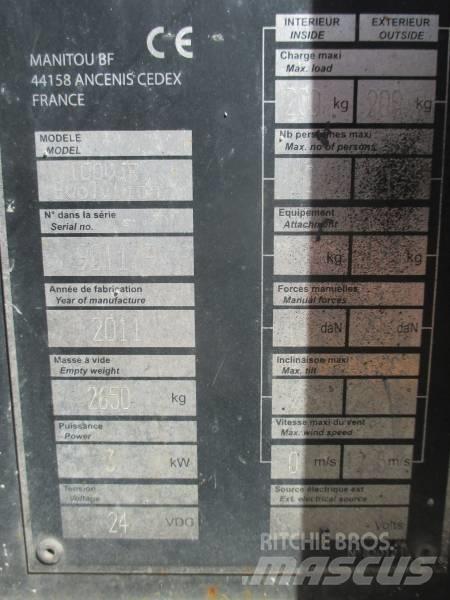 CE
MANITOU BF
44158 ANCENIS CEDEX
FRANCE
MODELE
MODEL
N° dans la série
Serial no.
Année de fabrication
Year of manufacture
2011
Masse à vide
Empty weight
2650 kg
Puissance
Power
3 kW
Tension
Voltage
24 VDC
INTERIEUR EXTERIEUR
INSIDE OUTSIDE
Charge maxi
Max. load
kg 200 kg
Nb personnes maxi
Max. no of persons
Equipement
Attachment
kg kg
Forces manuelles
Manual forces
daN daN
Inclinaison maxi
Max. tilt
Vitesse maxi du vent
Max. wind speed
0 m/s m/s
Source électrique ext
Ext. electrical source
Volts
RITCHIE BROS.
MASCUS